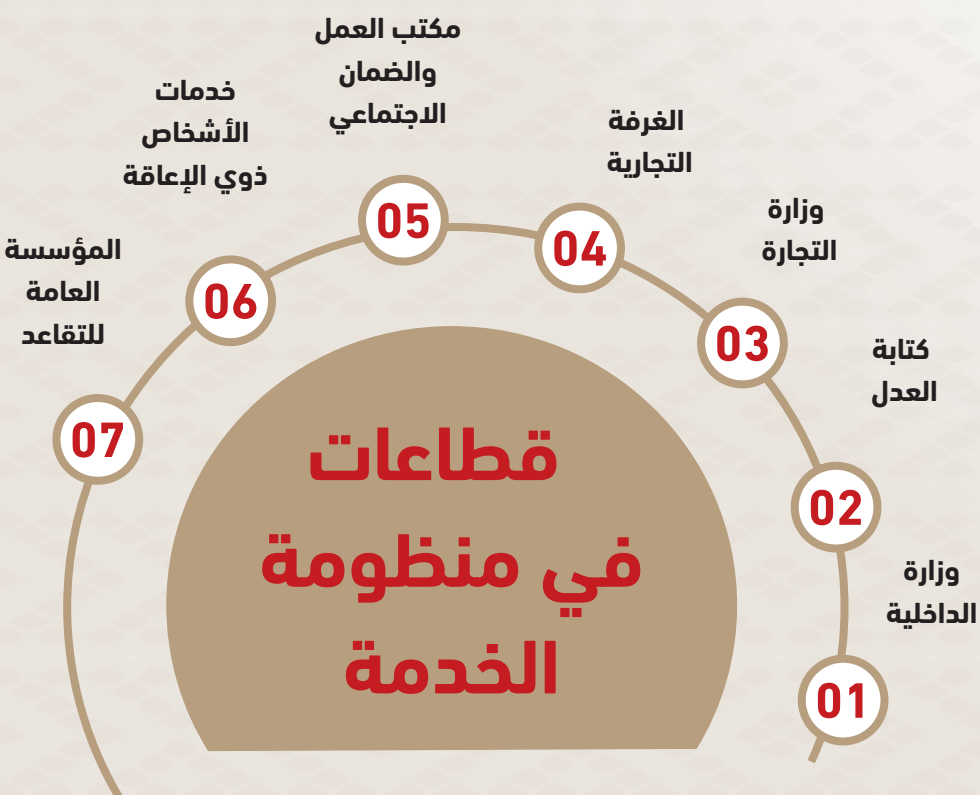 قطاعات
في منظومة
الخدمة
01
وزارة
الداخلية
02
كتابة
العدل
03
وزارة
التجارة
04
الغرفة
التجارية
05
مكتب العمل
والضمان
الاجتماعي
06
خدمات
الأشخاص
ذوي الإعاقة
07
المؤسسة
العامة
للتقاعد